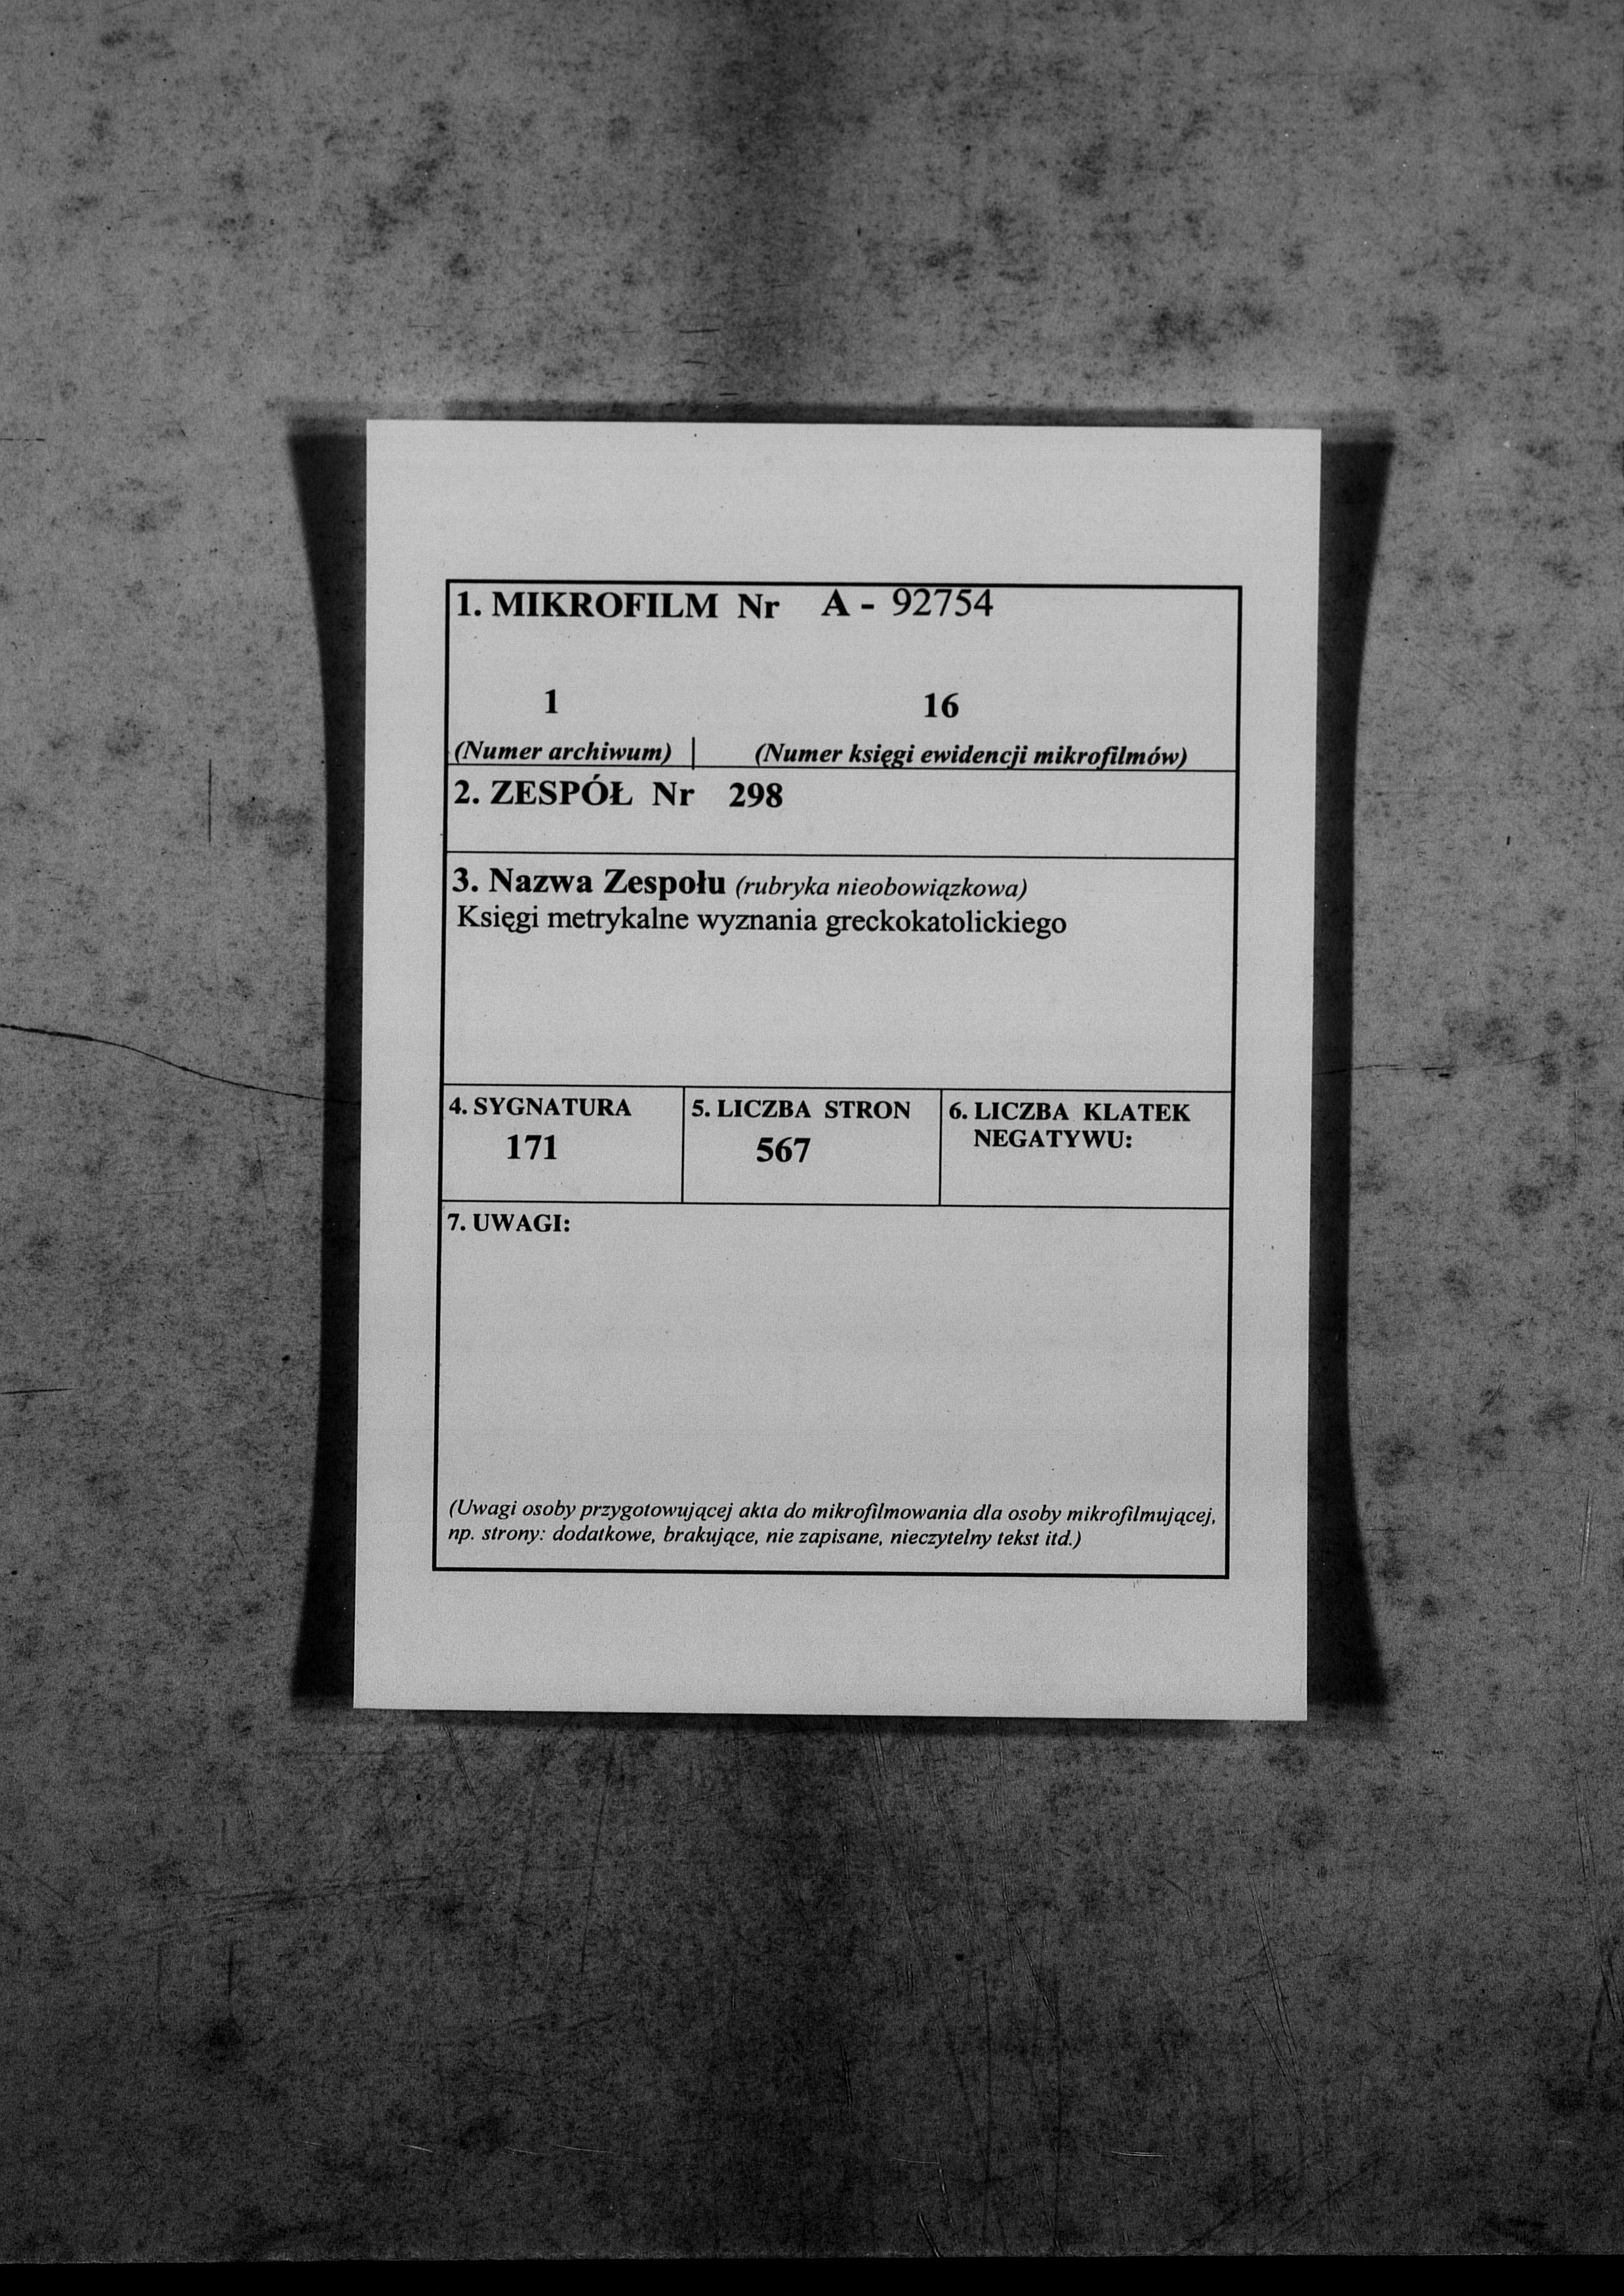 1. MIKROFILM Nr A - 92754
1 16
(Numer archiwum) | (Numer księgi ewidencji mikrofilmów)
2. ZESPÓŁ Nr 298
3. Nazwa Zespołu (rubryka nieobowiązkowa)
Księgi metrykalne wyznania greckokatolickiego
4. SYGNATURA
171
5. LICZBA STRON
567
6. LICZBA KLATEK
NEGATYWU:
7. UWAGI:
(Uwagi osoby przygotowującej akta do mikrofilmowania dla osoby mikrofilmującej,
np. strony: dodatkowe, brakujące, nie zapisane, nieczytelny tekst itd.)